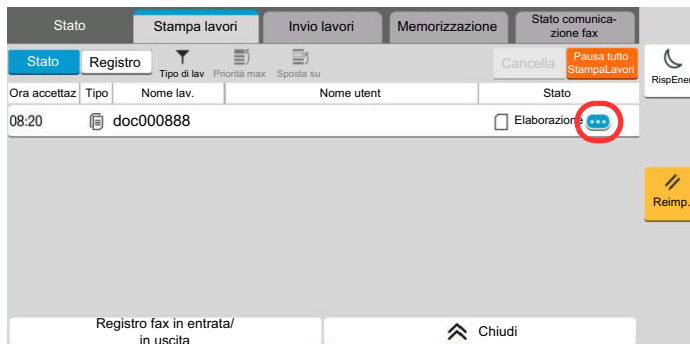 Stato
Stampa lavori
Invio lavori
Memorizzazione
Stato comunica-
zione fax
Stato
Registro
Tipo di lav
Priorità max
Sposta su
Cancella
Pausa tutto
StampaLavori
RispEner
Ora accettaz
Tipo
Nome lav.
Nome utent
Stato
08:20
doc000888
Elaborazione
Reimp.
Registro fax in entrata/
in uscita
Chiudi